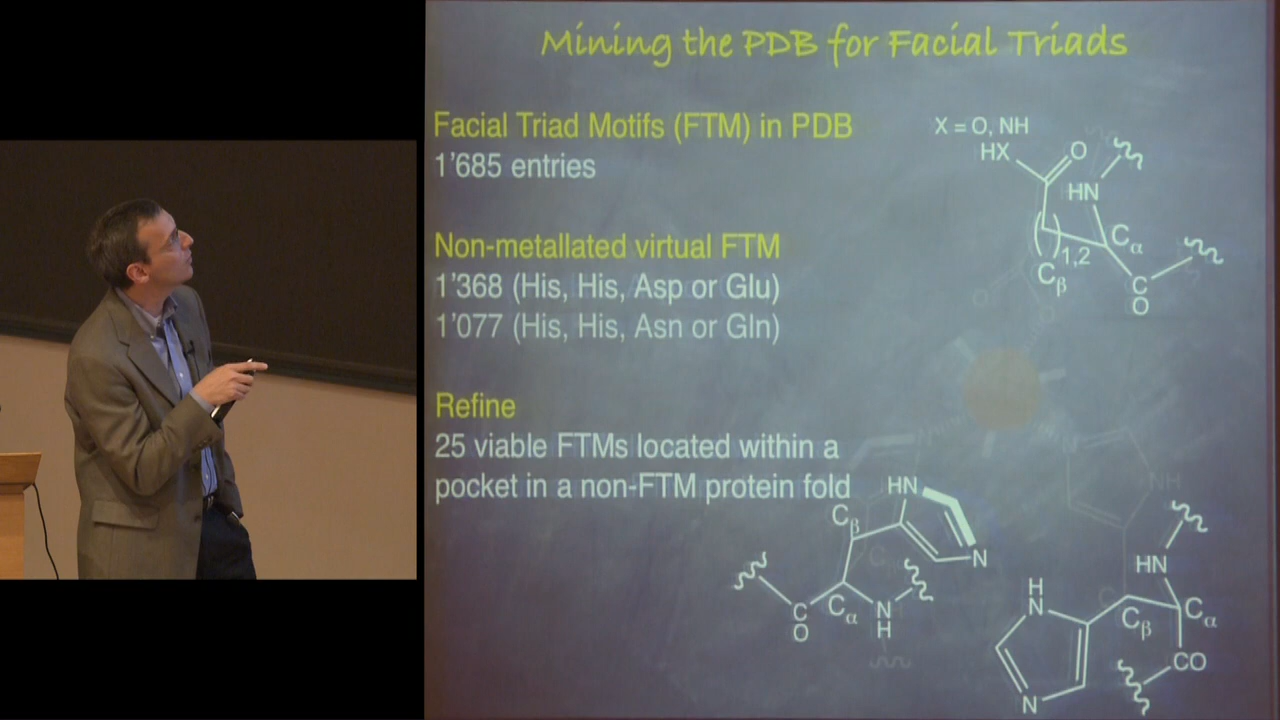 Mining the PDB for Facial Triads
Facial Triad Motifs (FTM) in PDB
1'685 entries
Non-metallated virtual FTM
1'368 (His, His, Asp or Glu)
1'077 (His, His, Asn or Gln)
Refine
25 viable FTMs located within a
pocket in a non-FTM protein fold
X = O, NH
HX
O
HN
Cα
1,2
Cβ
C
O
HN
Cβ
N
C
O
Cα
N
H
HN
H
N
Cβ
Cα
CO
N